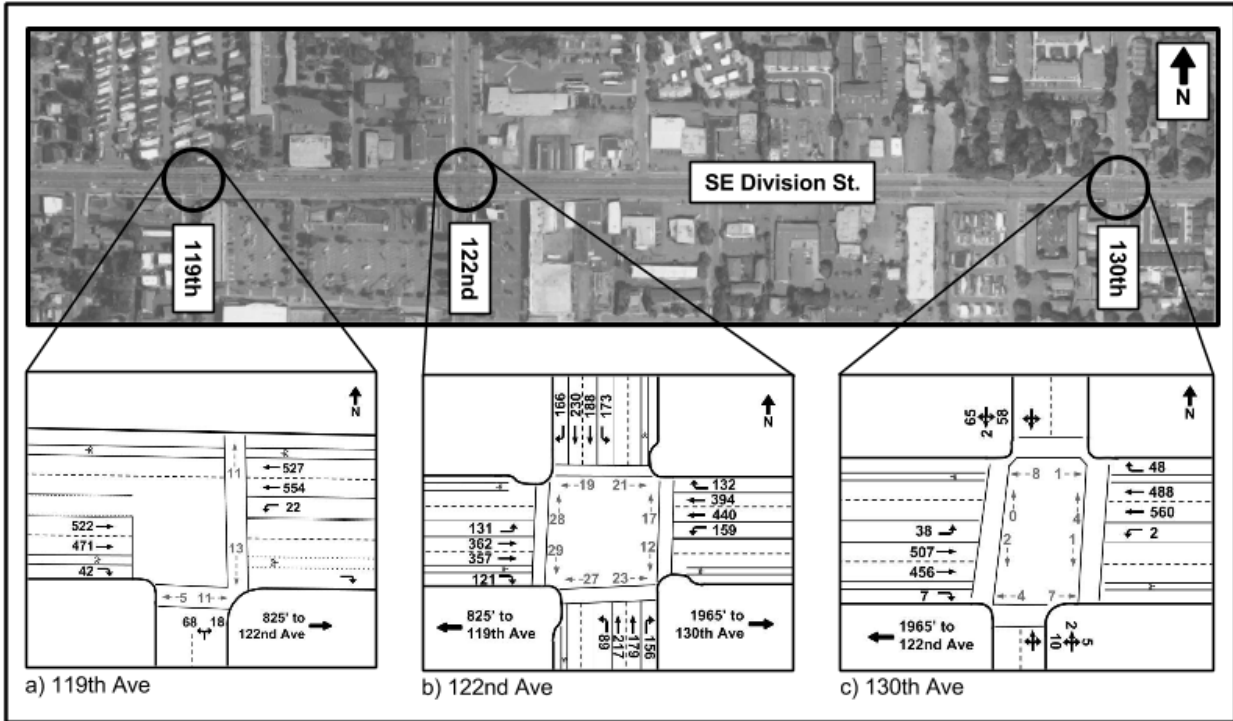 N
SE Division St.
119th
122nd
130th
N
11
527
554
22
522
471
42
13
5 11
68 18
825' to
122nd Ave
a) 119th Ave
N
166
230
188
173
19 21
132
394
440
159
28
17
131
362
357
121
29
12
27 23
825' to
119th Ave
89
217
179
156
1965' to
130th Ave
b) 122nd Ave
N
65
2
58
8 1
48
488
560
2
0
4
38
507
456
7
2
1
4 7
1965' to
122nd Ave
10
2
5
c) 130th Ave